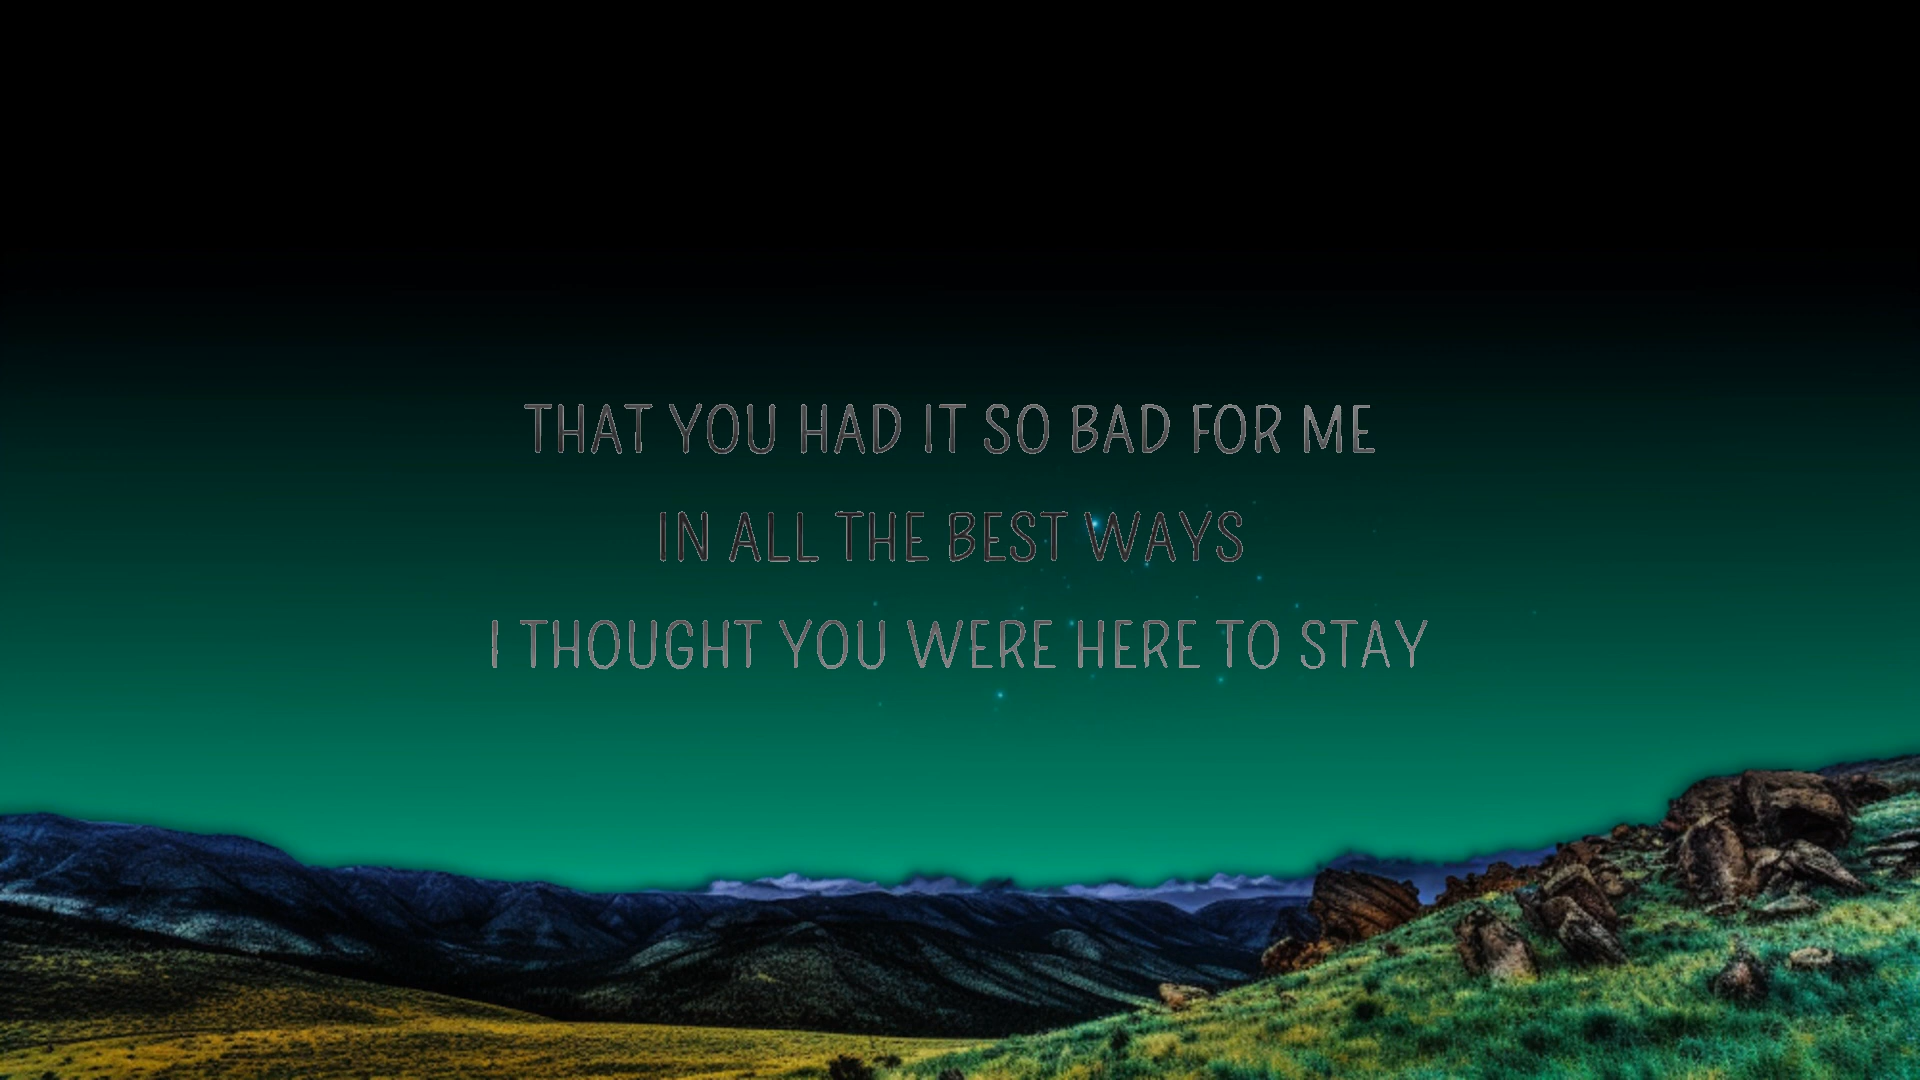 THAT YOU HAD IT SO BAD FOR ME
IN ALL THE BEST WAYS
I THOUGHT YOU WERE HERE TO STAY